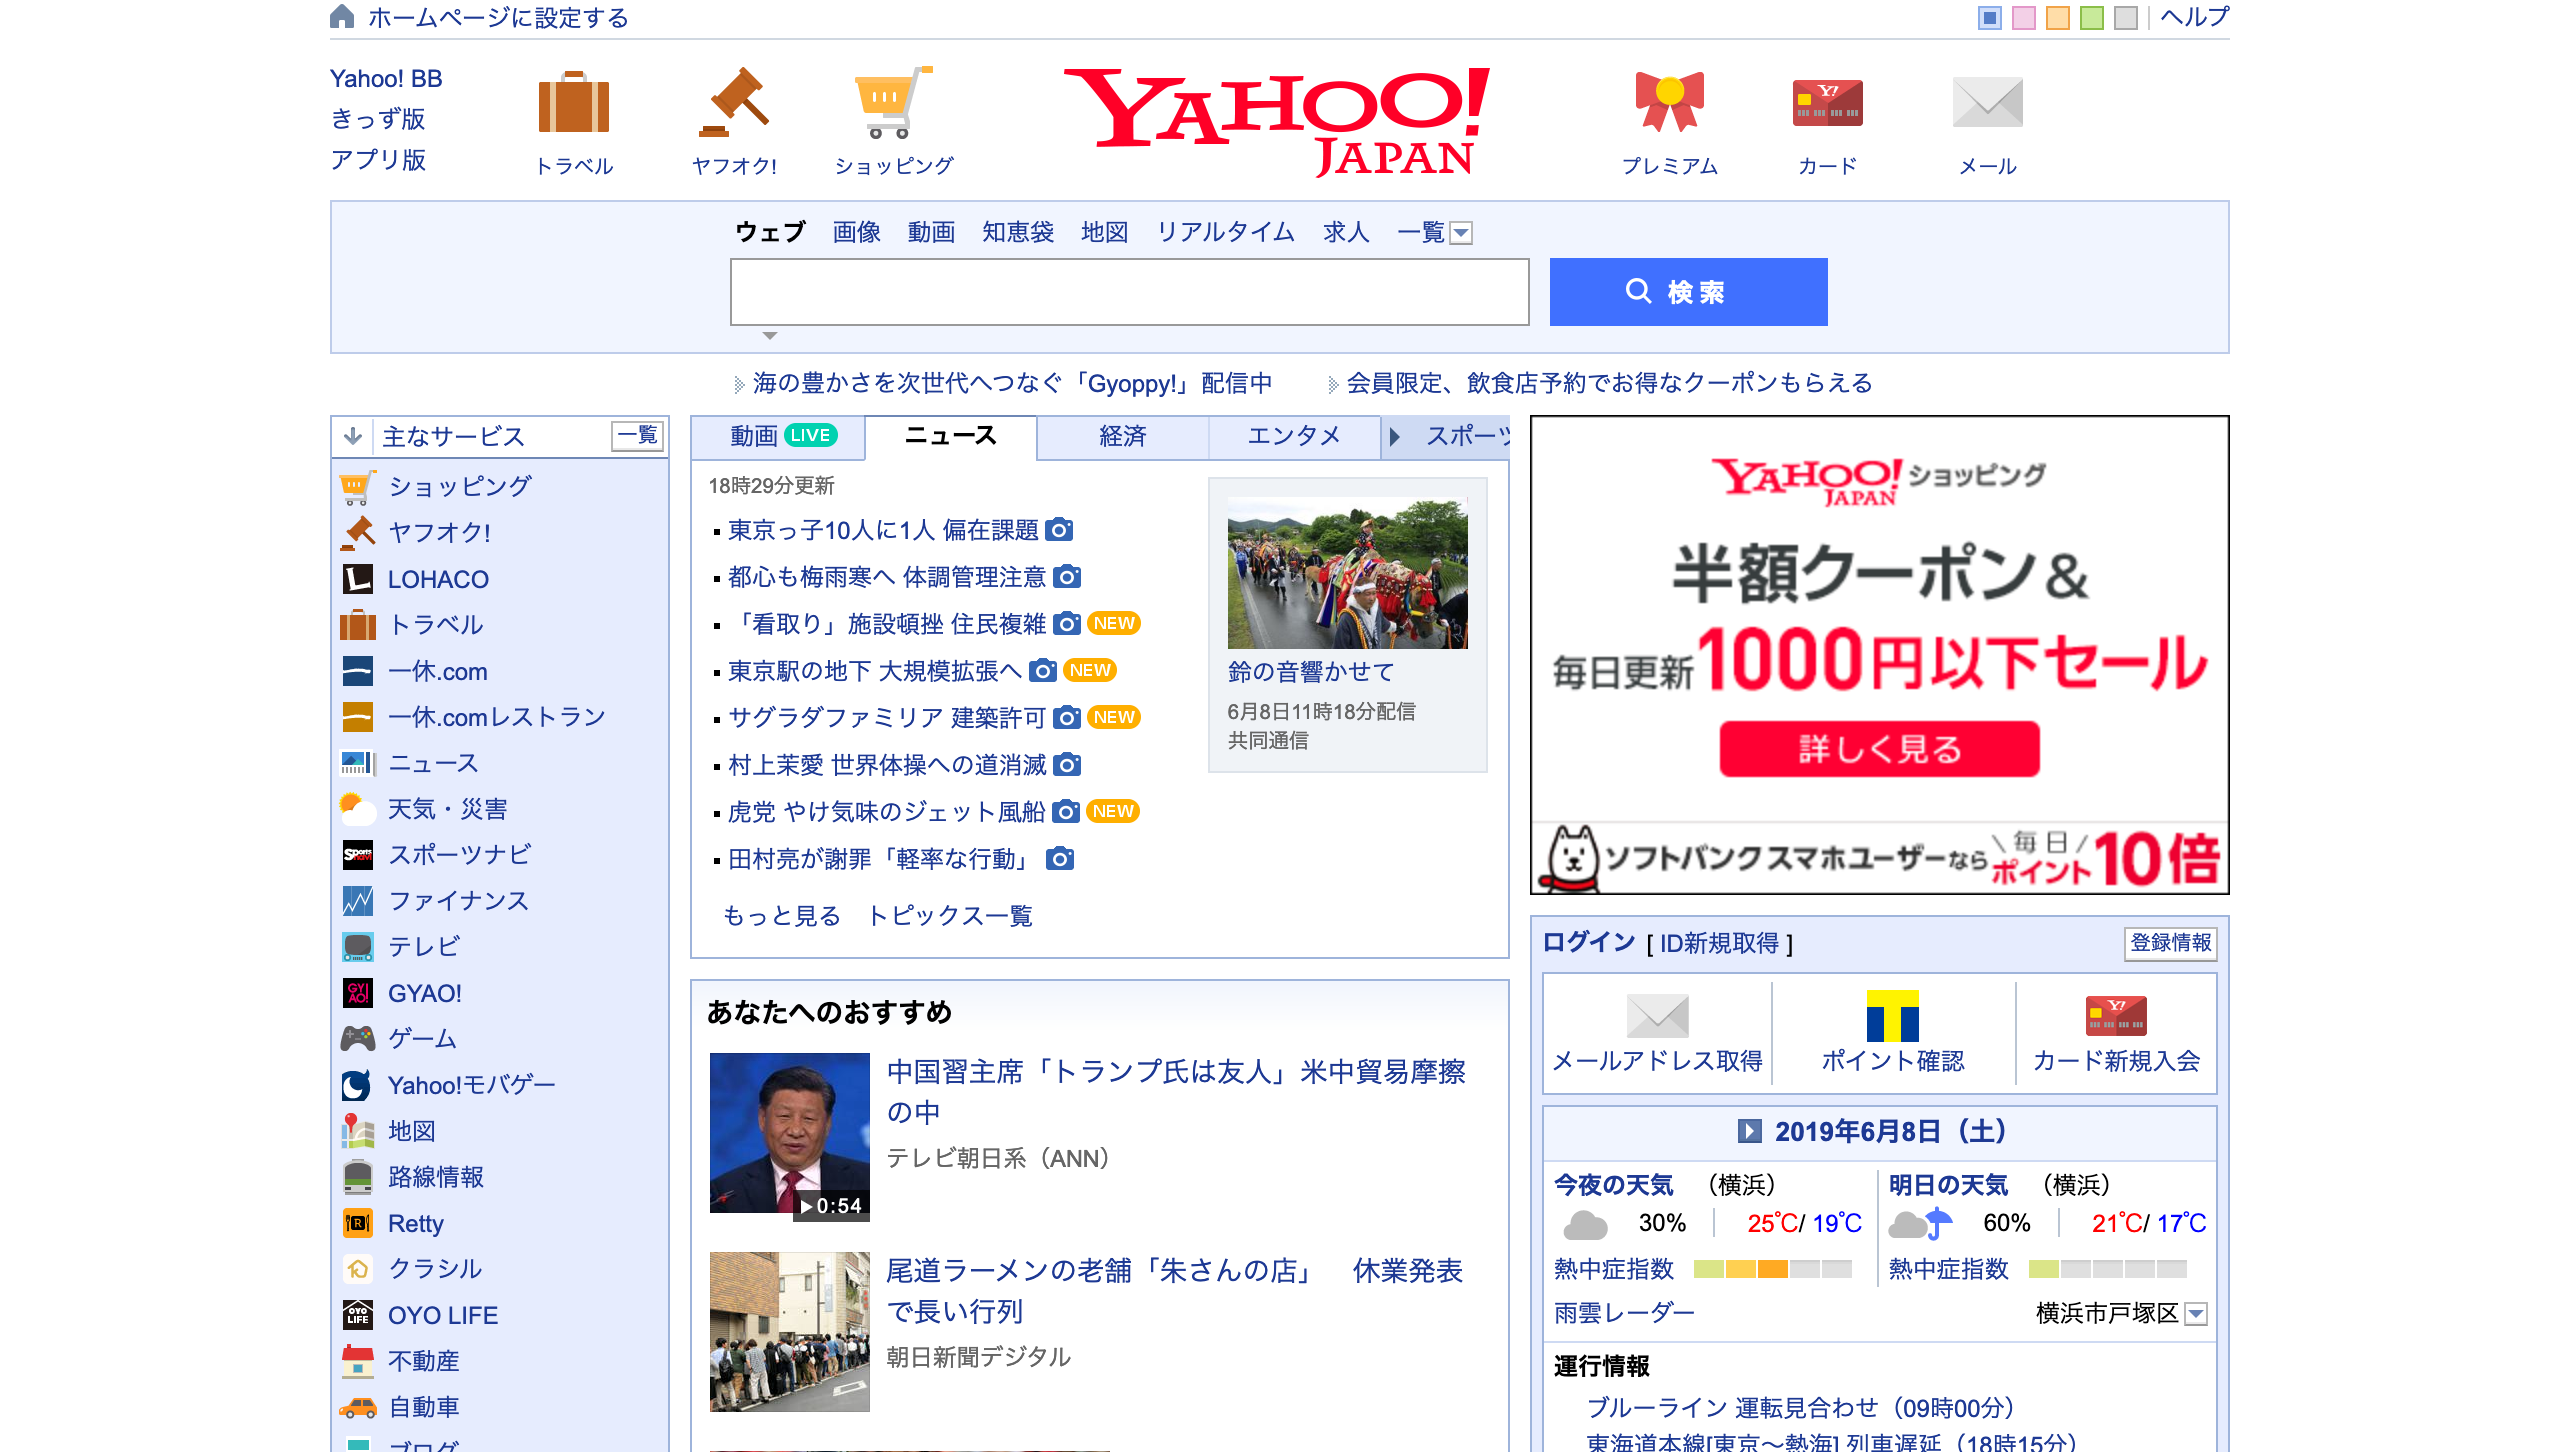 ホームページに設定する
ヘルプ
Yahoo! BB
きっず版
アプリ版
トラベル
ヤフオク!
ショッピング
YAHOO!
JAPAN
プレミアム
Y!
カード
メール
ウェブ 画像 動画 知恵袋 地図 リアルタイム 求人 一覧
検索
海の豊かさを次世代へつなぐ「Gyoppy!」配信中
会員限定、飲食店予約でお得なクーポンもらえる
主なサービス 一覧
ショッピング
ヤフオク!
LOHACO
トラベル
一休.com
一休.comレストラン
ニュース
天気・災害
スポーツナビ
ファイナンス
テレビ
GYAO!
ゲーム
Yahoo!モバゲー
地図
路線情報
Retty
クラシル
OYO LIFE
不動産
自動車
ブログ
動画 LIVE ニュース 経済 エンタメ スポーツ
18時29分更新
東京っ子10人に1人 偏在課題
都心も梅雨寒へ 体調管理注意
「看取り」施設頓挫 住民複雑 NEW
東京駅の地下 大規模拡張へ NEW
サグラダファミリア 建築許可 NEW
村上茉愛 世界体操への道消滅
虎党 やけ気味のジェット風船 NEW
田村亮が謝罪「軽率な行動」
もっと見る トピックス一覧
鈴の音響かせて
6月8日11時18分配信
共同通信
あなたへのおすすめ
中国習主席「トランプ氏は友人」米中貿易摩擦
の中
テレビ朝日系（ANN）
0:54
尾道ラーメンの老舗「朱さんの店」 休業発表
で長い行列
朝日新聞デジタル
YAHOO! JAPAN ショッピング
半額クーポン&
毎日更新1000円以下セール
詳しく見る
ソフトバンクスマホユーザーなら 毎日 ポイント10倍
ログイン [ ID新規取得 ] 登録情報
メールアドレス取得
ポイント確認
カード新規入会
2019年6月8日（土）
今夜の天気 （横浜）
30% 25℃/ 19℃
熱中症指数
明日の天気 （横浜）
60% 21℃/ 17℃
熱中症指数
雨雲レーダー 横浜市戸塚区
運行情報
ブルーライン 運転見合わせ（09時00分）
東海道本線[東京〜熱海] 列車遅延（18時15分）